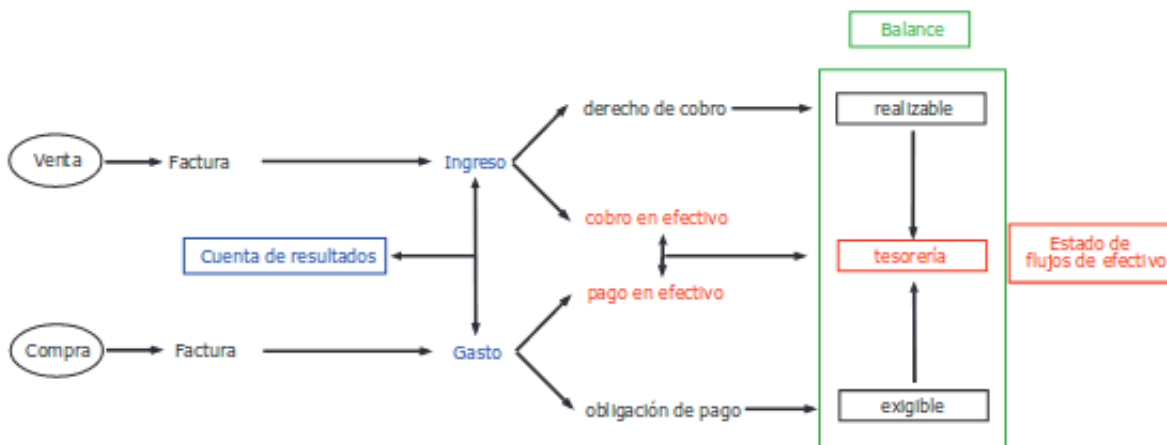 Balance
derecho de cobro
realizable
Venta
Factura
Ingreso
cobro en efectivo
Cuenta de resultados
tesorería
Estado de
flujos de efectivo
pago en efectivo
Compra
Factura
Gasto
obligación de pago
exigible